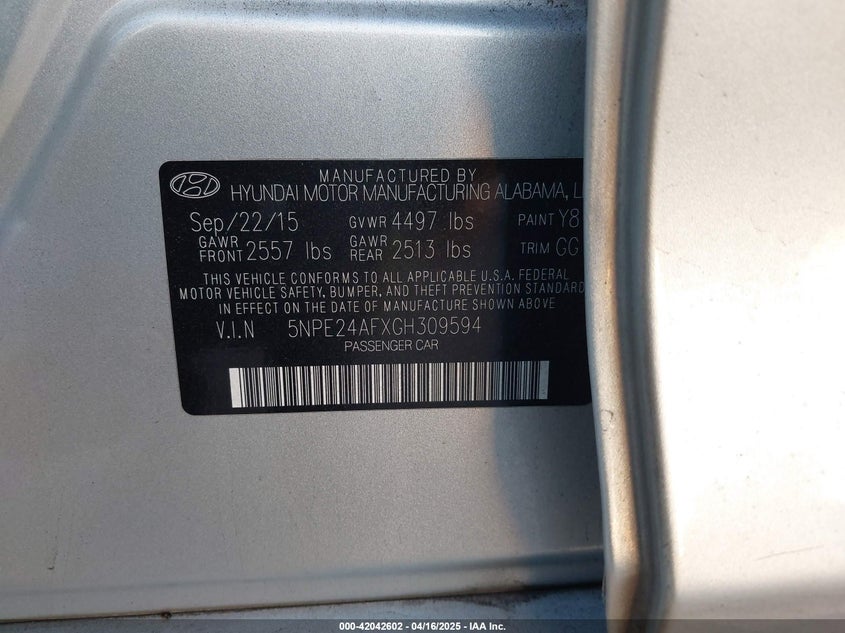 MANUFACTURED BY
HYUNDAI MOTOR MANUFACTURING ALABAMA,
Sep/22/15 GVWR 4497 lbs PAINT Y8
GAWR FRONT 2557 lbs GAWR REAR 2513 lbs TRIM GG
THIS VEHICLE CONFORMS TO ALL APPLICABLE U.S.A. FEDERAL
MOTOR VEHICLE SAFETY, BUMPER, AND THEFT PREVENTION STANDARD
IN EFFECT ON THE DATE OF MANUFACTURE SHOWN ABOVE
V.I.N 5NPE24AFXGH309594
PASSENGER CAR
000-42042602 - 04/16/2025 - IAA Inc.